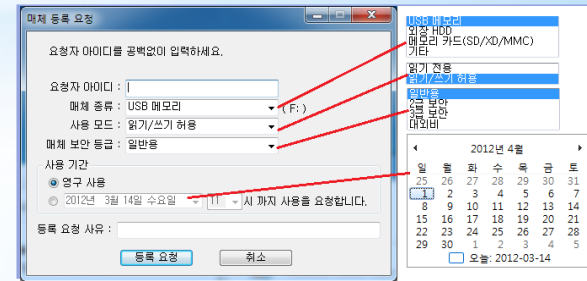 매체 등록 요청
요청자 아이디를 공백없이 입력하세요.
요청자 아이디 :
매체 종류 : USB 메모리 ( F: )
사용 모드 : 읽기/쓰기 허용
매체 보안 등급 : 일반용
사용 기간
영구 사용
2012년 3월 14일 수요일 11 시 까지 사용을 요청합니다.
등록 요청 사유 :
등록 요청 취소
USB 메모리
외장 HDD
메모리 카드(SD/XD/MMC)
기타
읽기 전용
읽기/쓰기 허용
일반용
2급 보안
3급 보안
대외비
2012년 4월
일 월 화 수 목 금 토
25 26 27 28 29 30 31
1 2 3 4 5 6 7
8 9 10 11 12 13 14
15 16 17 18 19 20 21
22 23 24 25 26 27 28
29 30 1 2 3 4 5
오늘: 2012-03-14